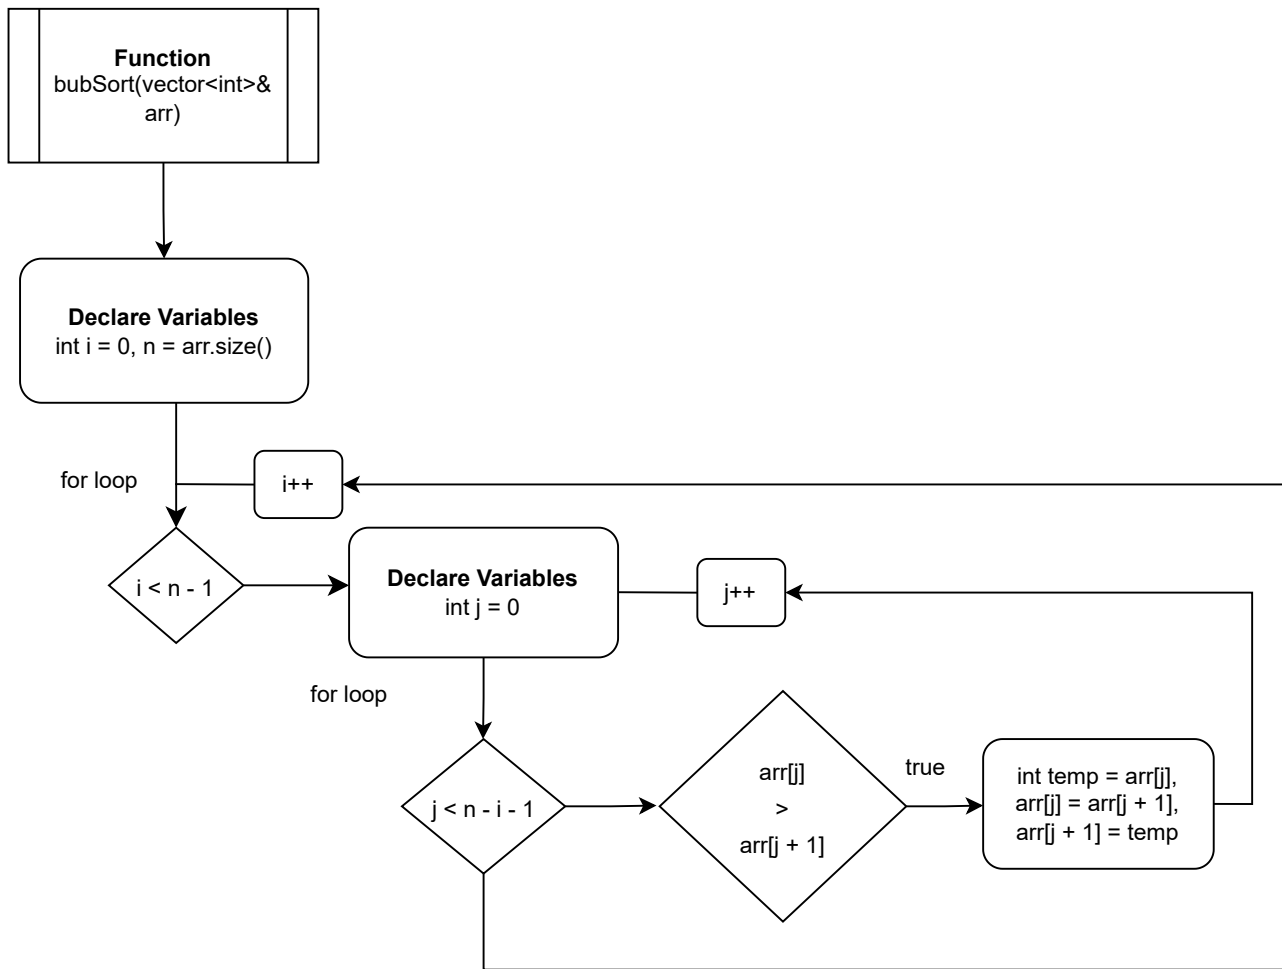 Function
bubSort(vector<int>&
arr)
Declare Variables
int i = 0, n = arr.size()
for loop
i++
i < n - 1
Declare Variables
int j = 0
j++
for loop
j < n - i - 1
arr[j]
>
arr[j + 1]
true
int temp = arr[j],
arr[j] = arr[j + 1],
arr[j + 1] = temp